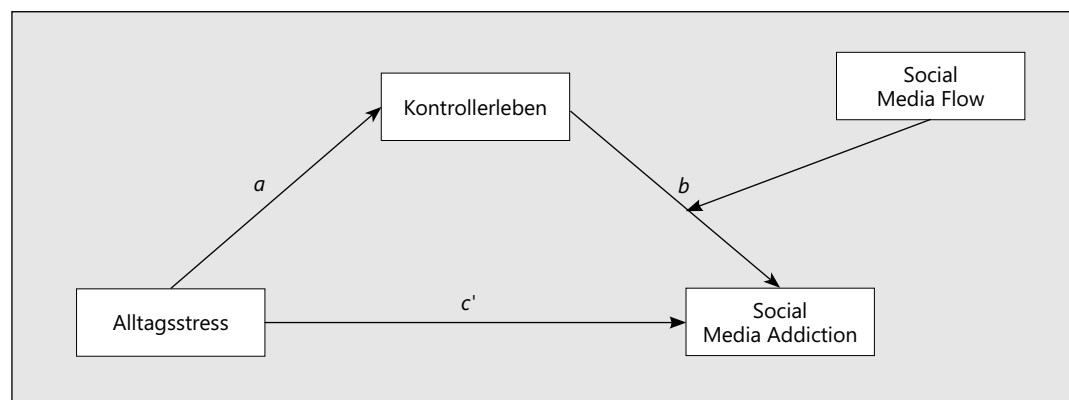 Social
Media Flow
Kontrollerleben
a
b
Alltagsstress
c'
Social
Media Addiction